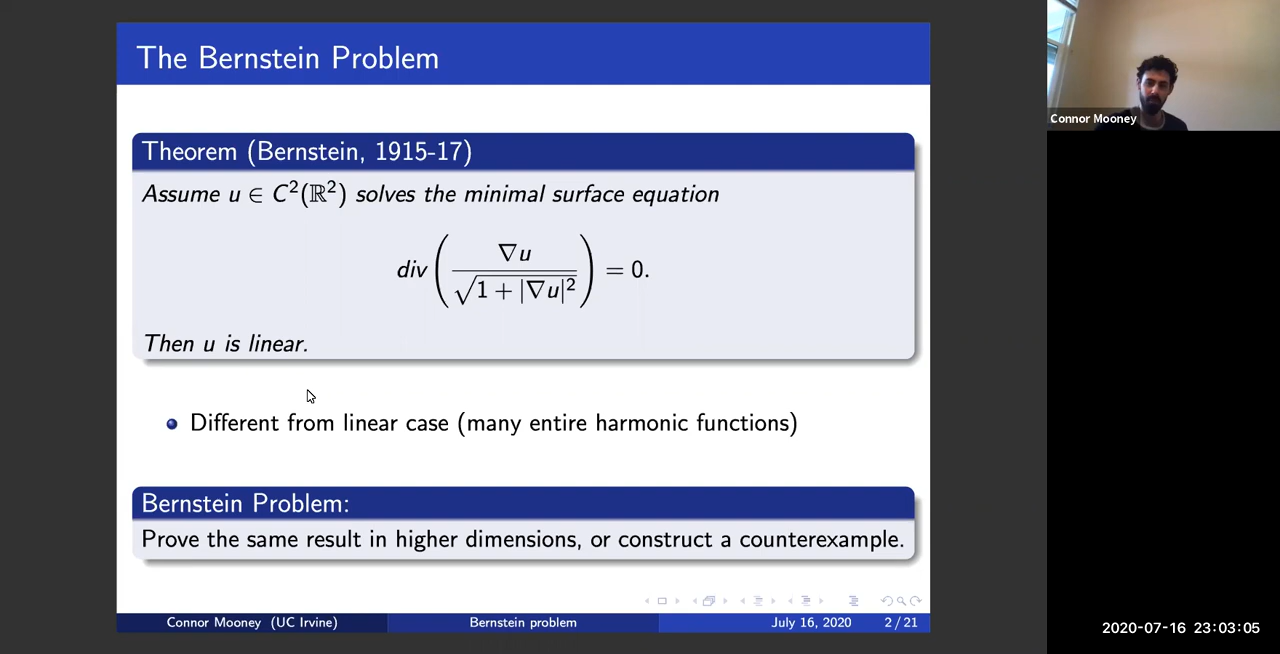 The Bernstein Problem
Connor Mooney
Theorem (Bernstein, 1915-17)
Assume u ∈ C²(ℝ²) solves the minimal surface equation
div(∇u / √(1 + |∇u|²)) = 0.
Then u is linear.
Different from linear case (many entire harmonic functions)
Bernstein Problem:
Prove the same result in higher dimensions, or construct a counterexample.
Connor Mooney (UC Irvine) Bernstein problem July 16, 2020 2 / 21
2020-07-16 23:03:05